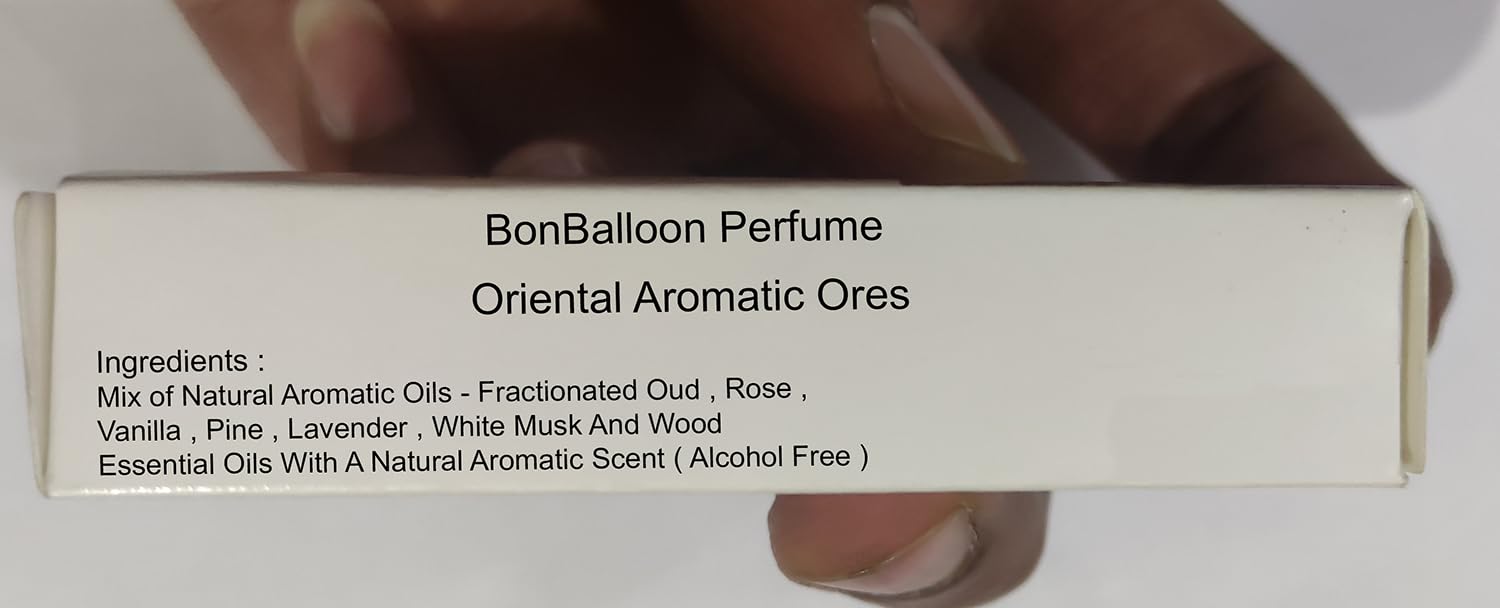 BonBalloon Perfume
Oriental Aromatic Ores
Ingredients :
Mix of Natural Aromatic Oils - Fractionated Oud , Rose ,
Vanilla , Pine , Lavender , White Musk And Wood
Essential Oils With A Natural Aromatic Scent ( Alcohol Free )